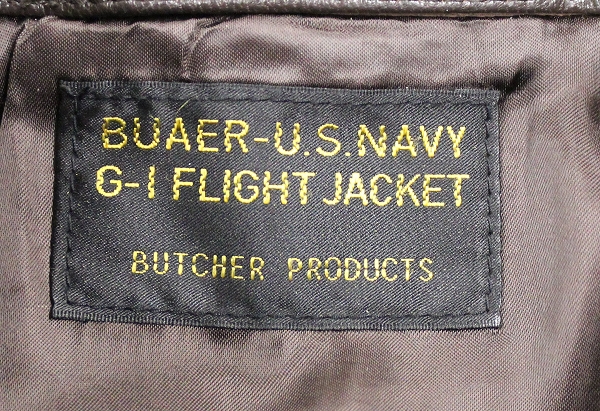 BUAER-U.S.NAVY
G-1 FLIGHT JACKET
BUTCHER PRODUCTS